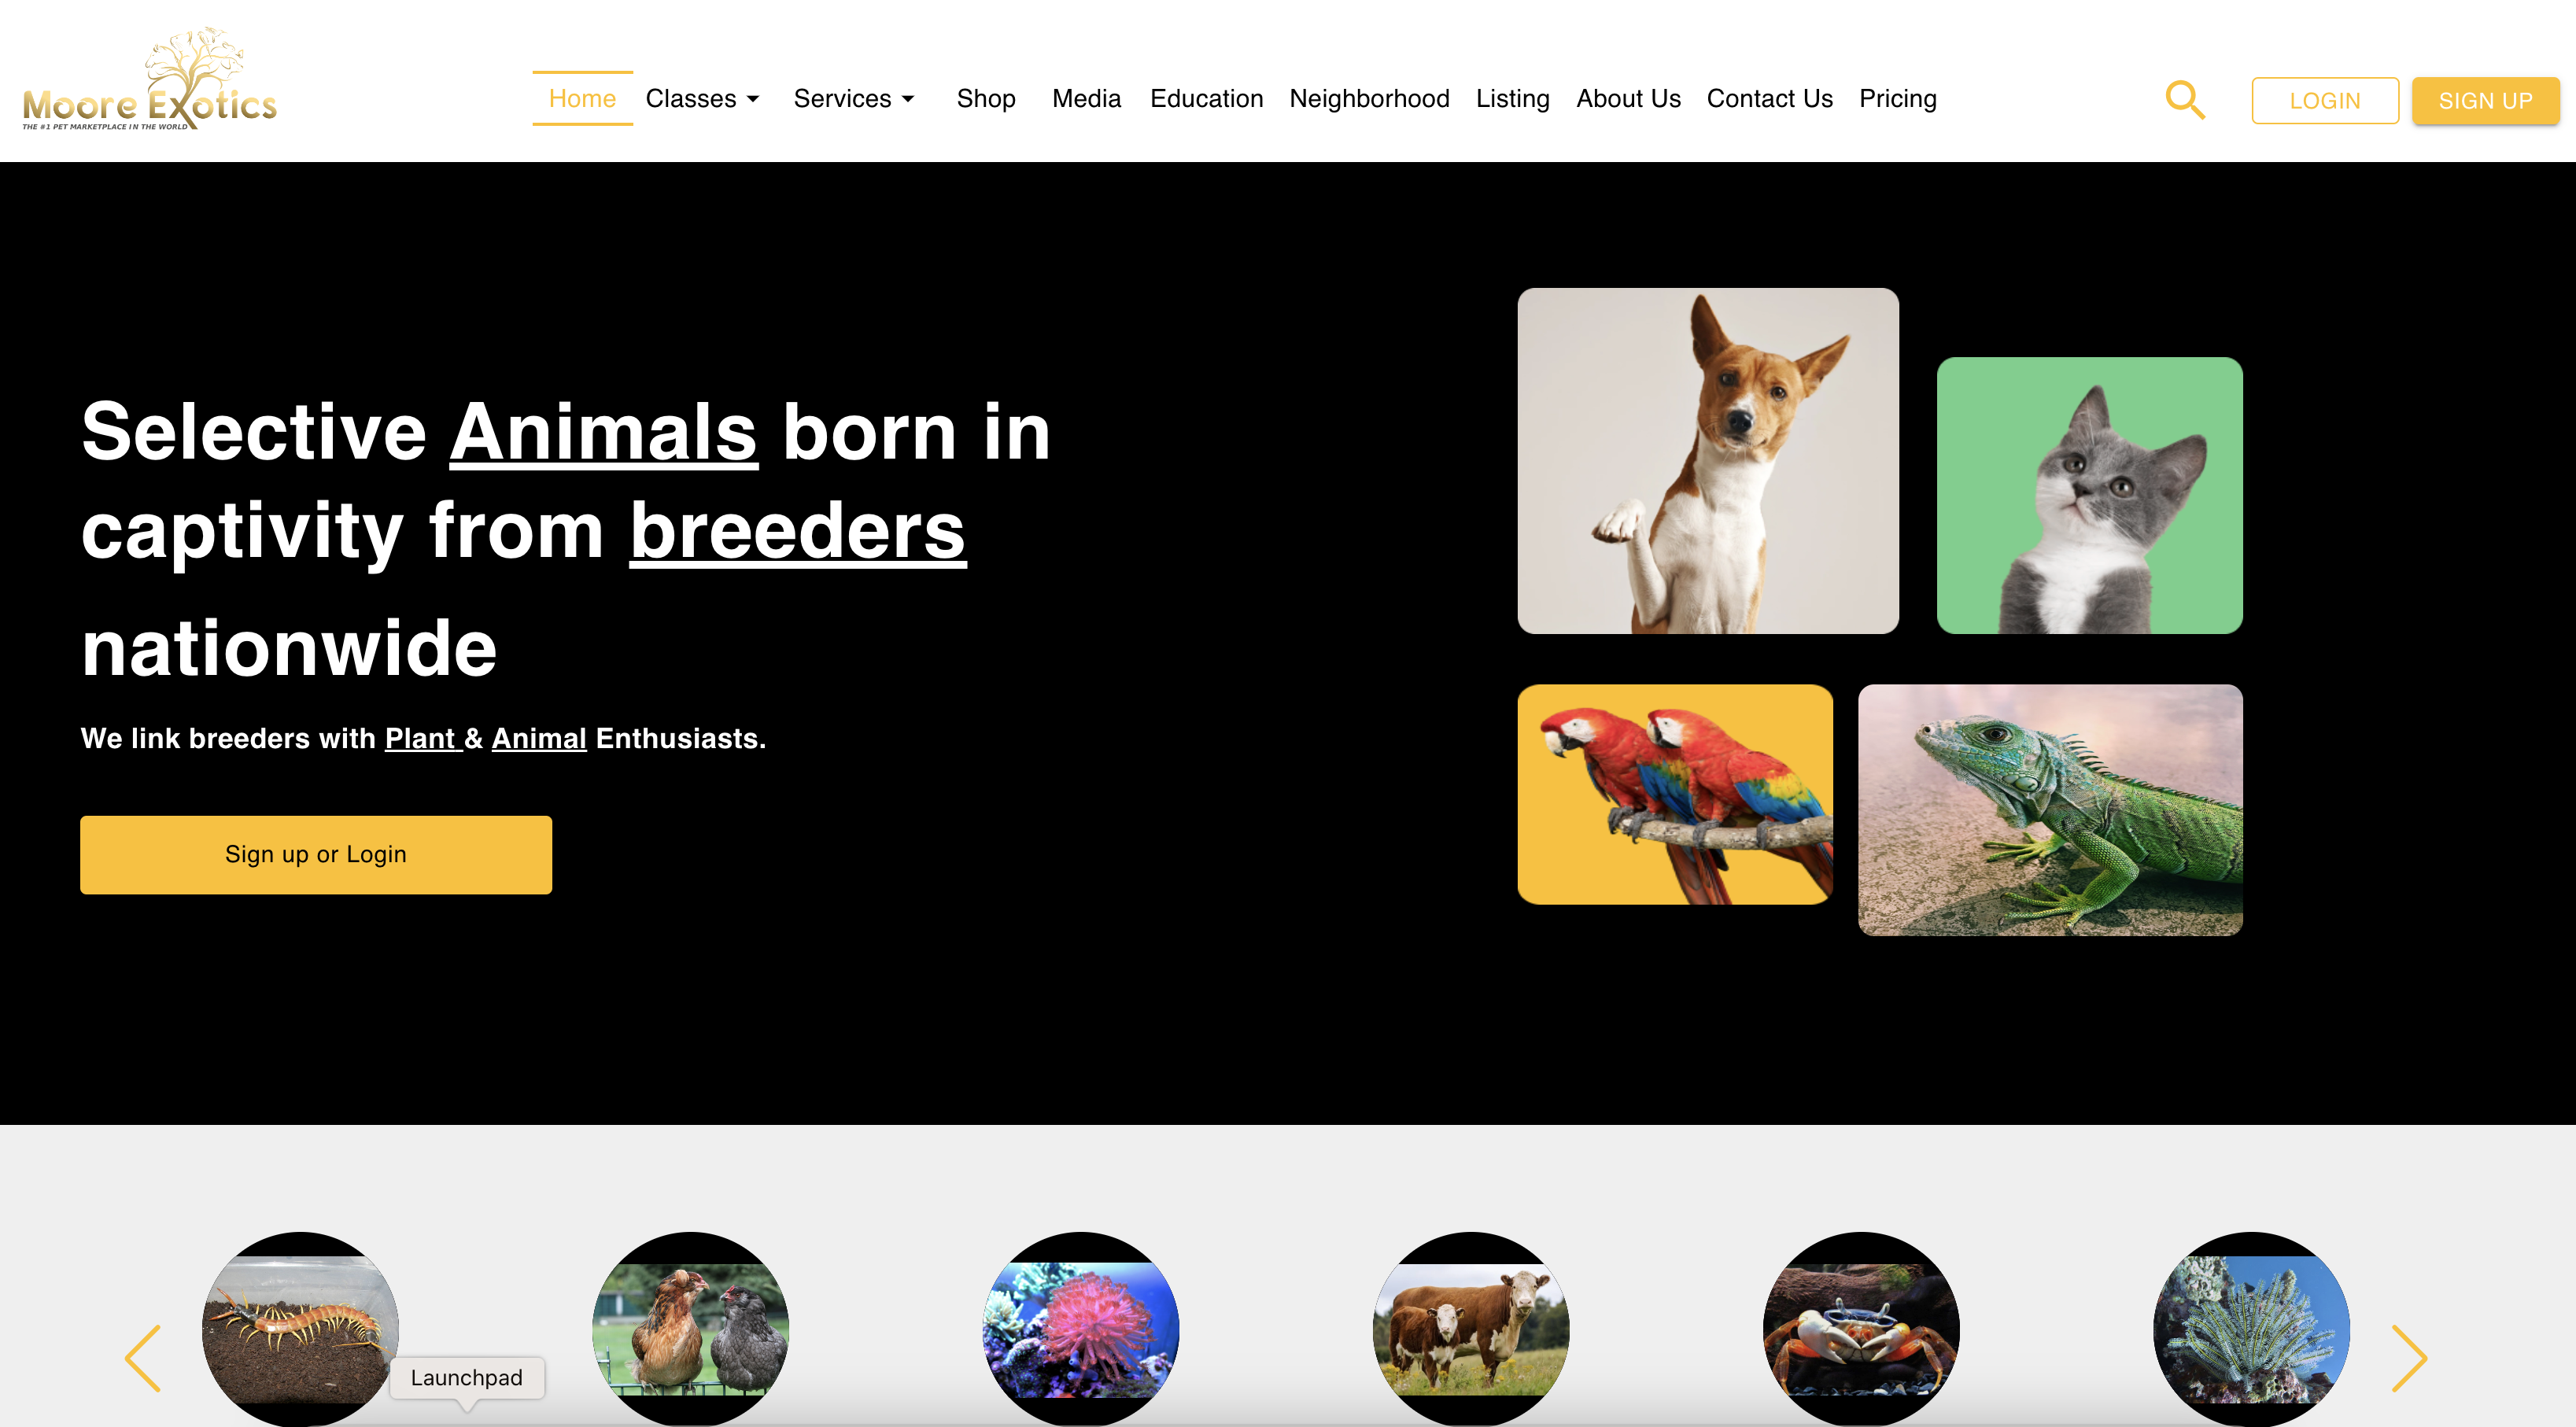 Moore Exotics
THE #1 PET MARKETPLACE IN THE WORLD
Home Classes Services Shop Media Education Neighborhood Listing About Us Contact Us Pricing
LOGIN SIGN UP
Selective Animals born in
captivity from breeders
nationwide
We link breeders with Plant & Animal Enthusiasts.
Sign up or Login
Launchpad